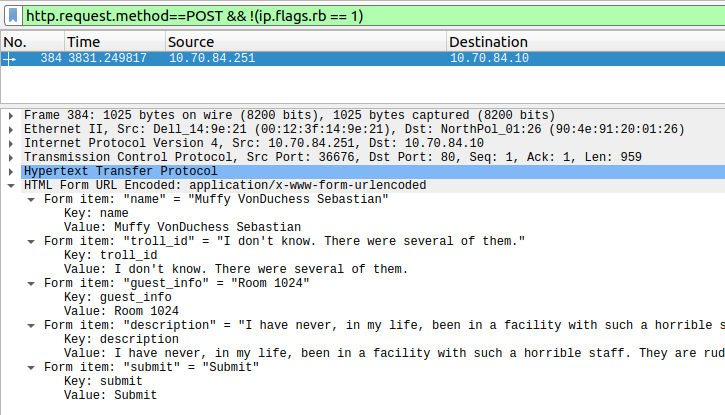 http.request.method==POST && !(ip.flags.rb == 1)
No. Time Source Destination
384 3831.249817 10.70.84.251 10.70.84.10
Frame 384: 1025 bytes on wire (8200 bits), 1025 bytes captured (8200 bits)
Ethernet II, Src: Dell_14:9e:21 (00:12:3f:14:9e:21), Dst: NorthPol_01:26 (90:4e:91:20:01:26)
Internet Protocol Version 4, Src: 10.70.84.251, Dst: 10.70.84.10
Transmission Control Protocol, Src Port: 36676, Dst Port: 80, Seq: 1, Ack: 1, Len: 959
Hypertext Transfer Protocol
HTML Form URL Encoded: application/x-www-form-urlencoded
Form item: "name" = "Muffy VonDuchess Sebastian"
Key: name
Value: Muffy VonDuchess Sebastian
Form item: "troll_id" = "I don't know. There were several of them."
Key: troll_id
Value: I don't know. There were several of them.
Form item: "guest_info" = "Room 1024"
Key: guest_info
Value: Room 1024
Form item: "description" = "I have never, in my life, been in a facility with such a horrible s
Key: description
Value: I have never, in my life, been in a facility with such a horrible staff. They are rud
Form item: "submit" = "Submit"
Key: submit
Value: Submit